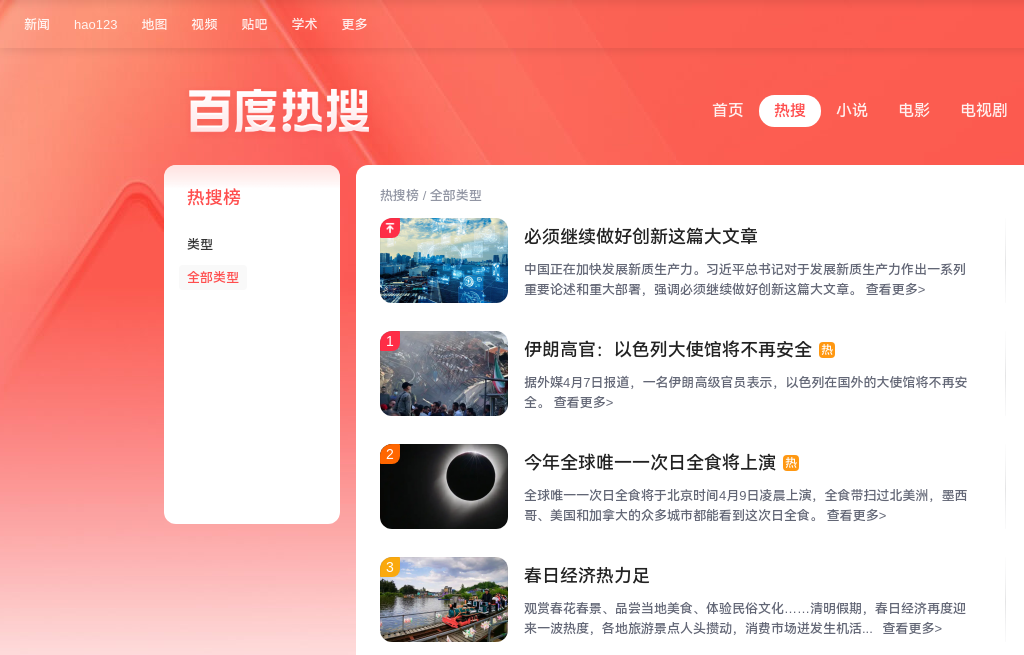 新闻 hao123 地图 视频 贴吧 学术 更多
百度热搜
首页 热搜 小说 电影 电视剧
热搜榜
类型
全部类型
热搜榜 / 全部类型
必须继续做好创新这篇大文章
中国正在加快发展新质生产力。习近平总书记对于发展新质生产力作出一系列
重要论述和重大部署，强调必须继续做好创新这篇大文章。 查看更多>
1
伊朗高官：以色列大使馆将不再安全 热
据外媒4月7日报道，一名伊朗高级官员表示，以色列在国外的大使馆将不再安
全。 查看更多>
2
今年全球唯一一次日全食将上演 热
全球唯一一次日全食将于北京时间4月9日凌晨上演，全食带扫过北美洲，墨西
哥、美国和加拿大的众多城市都能看到这次日全食。 查看更多>
3
春日经济热力足
观赏春花春景、品尝当地美食、体验民俗文化……清明假期，春日经济再度迎
来一波热度，各地旅游景点人头攒动，消费市场迸发生机活... 查看更多>